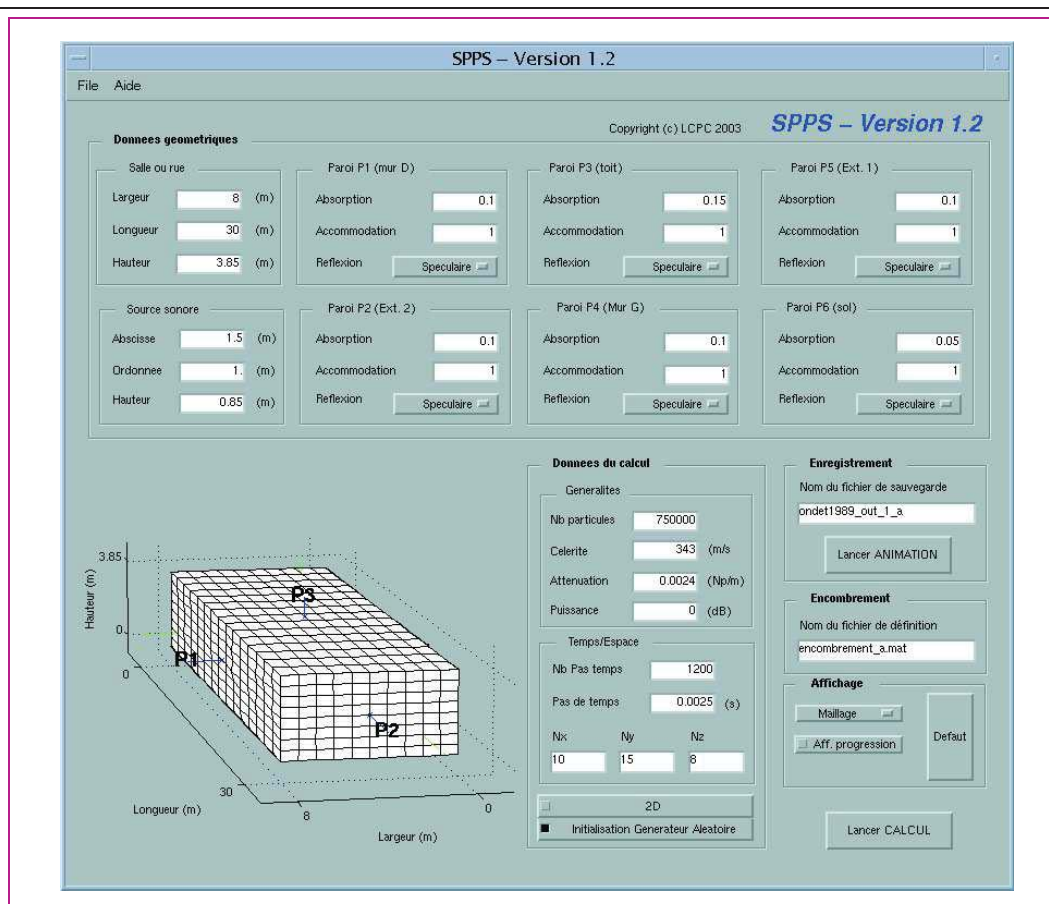 SPPS – Version 1.2
File Aide
Copyright (c) LCPC 2003 SPPS – Version 1.2
Donnees geometriques
Salle ou rue
Largeur 8 (m)
Longueur 30 (m)
Hauteur 3.85 (m)
Paroi P1 (mur D)
Absorption 0.1
Accommodation 1
Reflexion Speculaire
Paroi P3 (toit)
Absorption 0.15
Accommodation 1
Reflexion Speculaire
Paroi P5 (Ext. 1)
Absorption 0.1
Accommodation 1
Reflexion Speculaire
Source sonore
Abscisse 1.5 (m)
Ordonnee 1. (m)
Hauteur 0.85 (m)
Paroi P2 (Ext. 2)
Absorption 0.1
Accommodation 1
Reflexion Speculaire
Paroi P4 (Mur G)
Absorption 0.1
Accommodation 1
Reflexion Speculaire
Paroi P6 (sol)
Absorption 0.05
Accommodation 1
Reflexion Speculaire
3.85
0
0
Hauteur (m)
P3
P1
P2
30
Longueur (m)
8
0
Largeur (m)
Donnees du calcul
Generalites
Nb particules 750000
Celerite 343 (m/s
Attenuation 0.0024 (Np/m)
Puissance 0 (dB)
Temps/Espace
Nb Pas temps 1200
Pas de temps 0.0025 (s)
Nx Ny Nz
10 15 8
2D
Initialisation Generateur Aleatoire
Enregistrement
Nom du fichier de sauvegarde
ondet1989_out_1_a
Lancer ANIMATION
Encombrement
Nom du fichier de définition
encombrement_a.mat
Affichage
Maillage
Aff. progression
Defaut
Lancer CALCUL